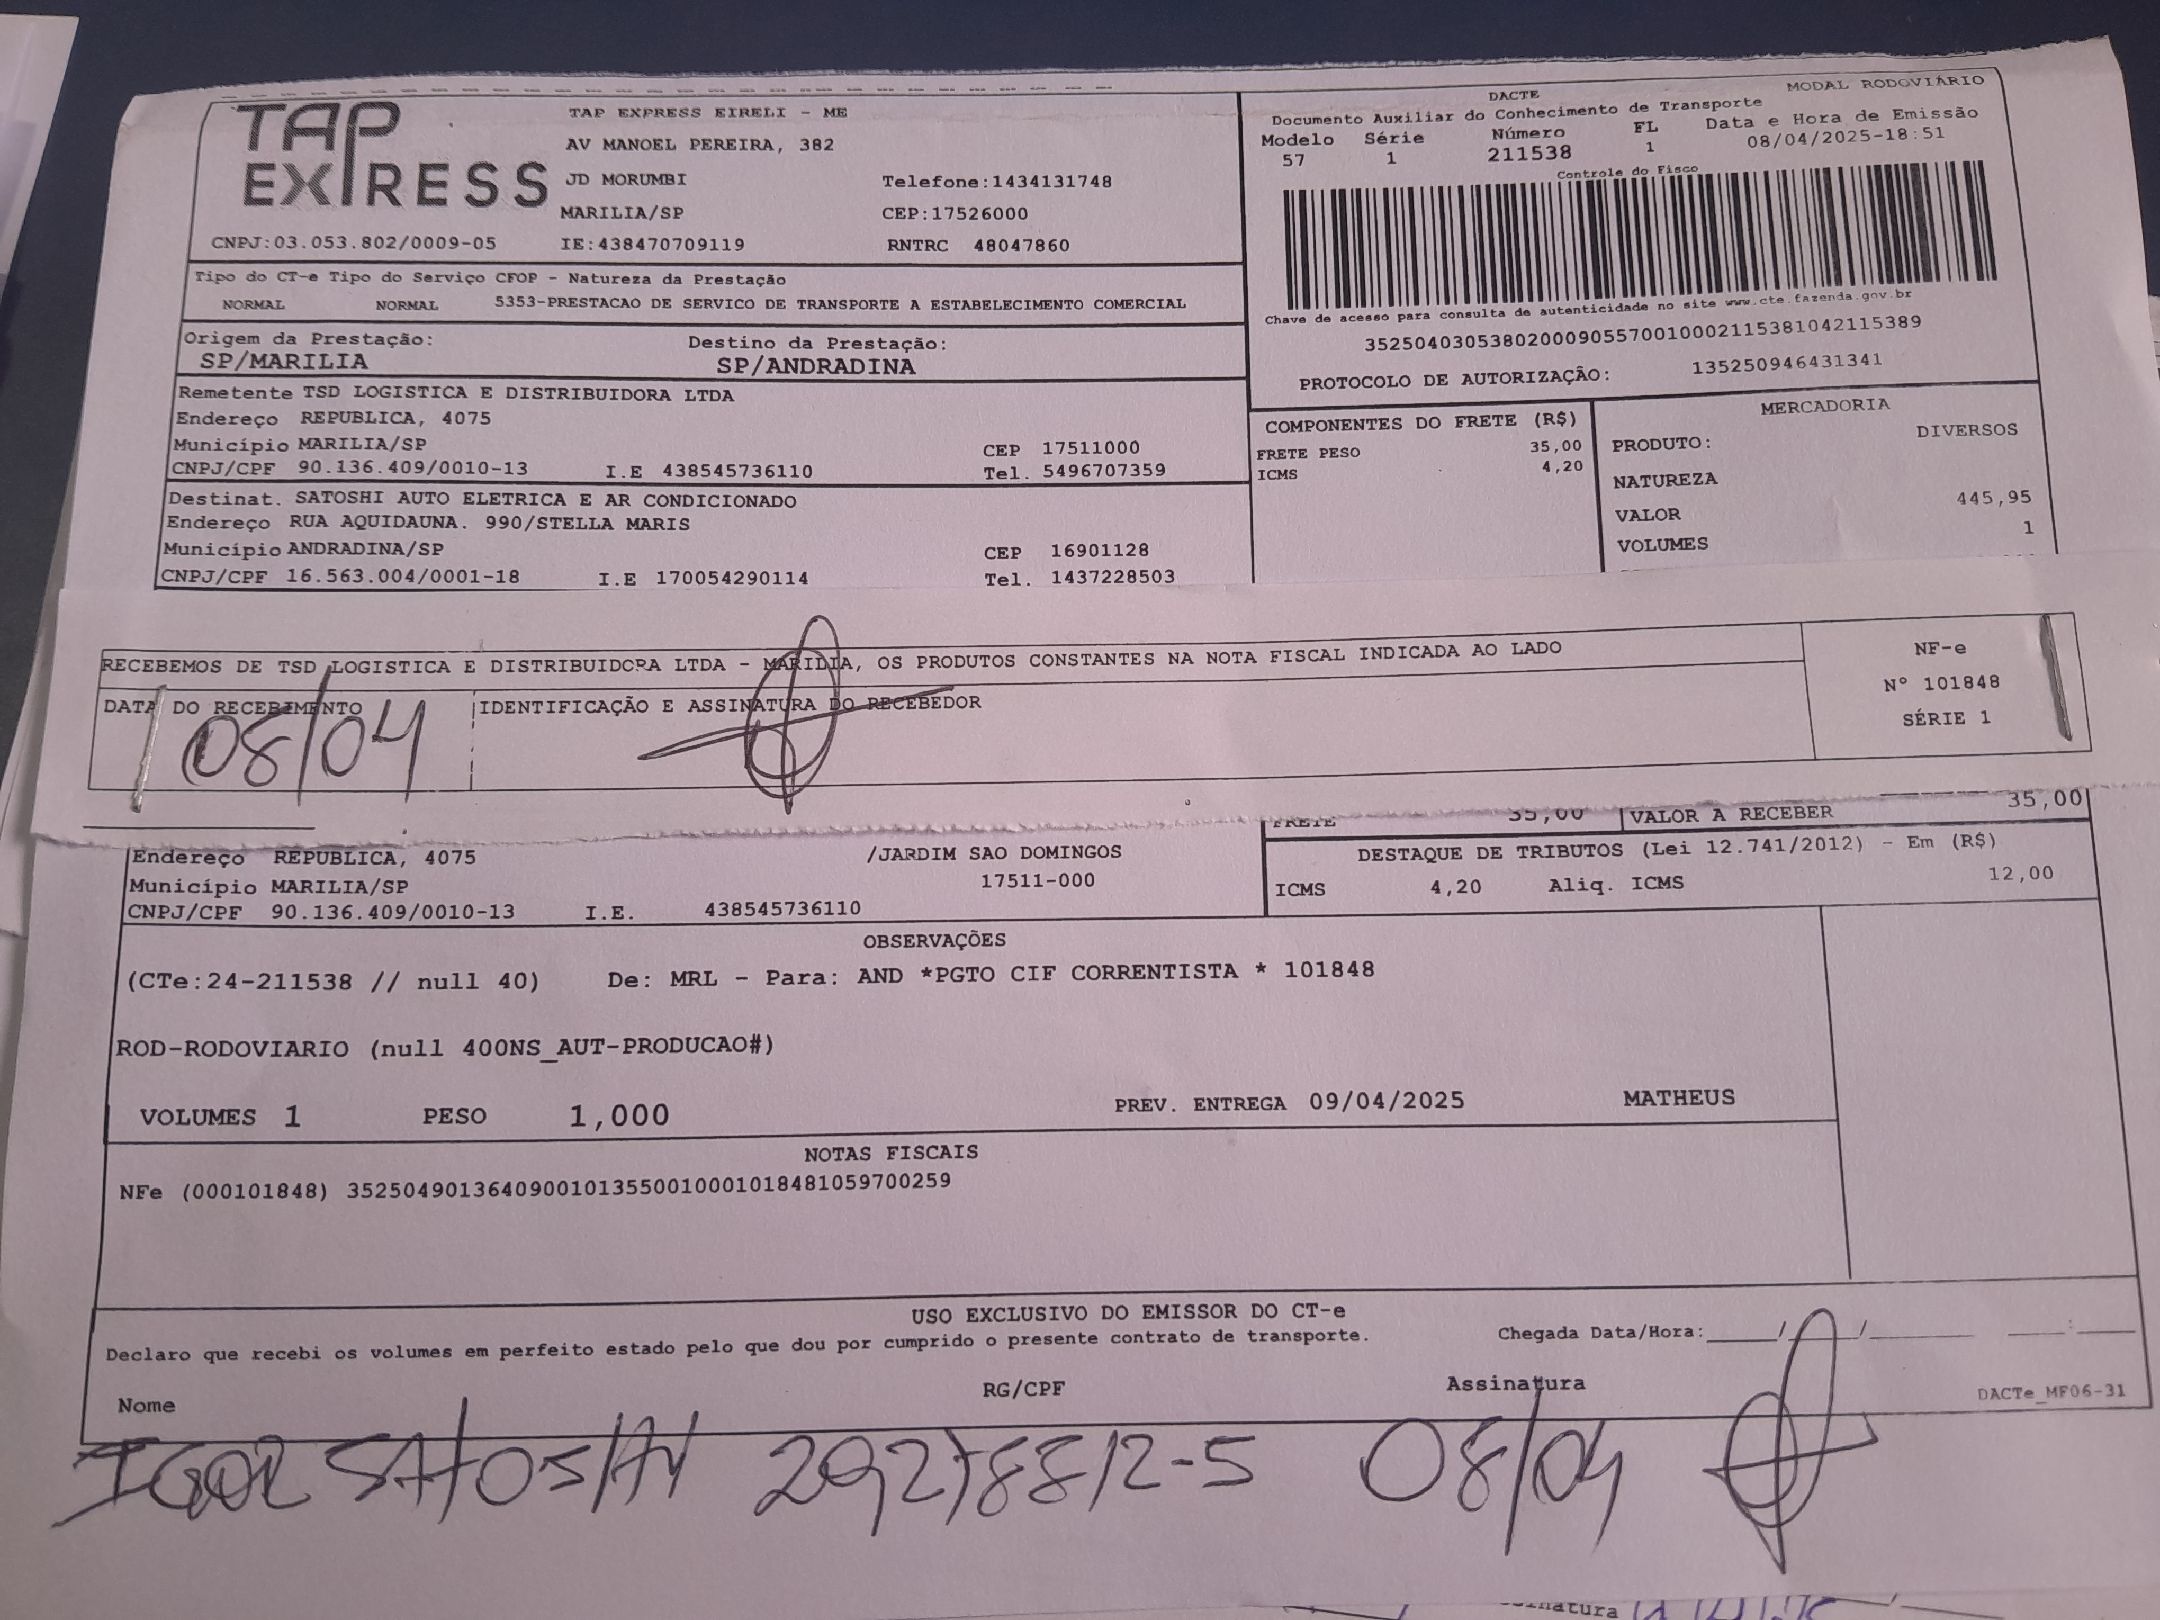 TAP EXPRESS
TAP EXPRESS EIRELI - ME
AV MANOEL PEREIRA, 382
JD MORUMBI Telefone:1434131748
MARILIA/SP CEP:17526000
CNPJ:03.053.802/0009-05 IE:438470709119 RNTRC 48047860
MODAL RODOVIÁRIO
DACTE
Documento Auxiliar do Conhecimento de Transporte
Modelo Série Número FL Data e Hora de Emissão
57 1 211538 1 08/04/2025-18:51
Controle do Fisco
Chave de acesso para consulta de autenticidade no site www.cte.fazenda.gov.br
35250403053802000905570010002115381042115389
PROTOCOLO DE AUTORIZAÇÃO: 135250946431341
Tipo do CT-e Tipo do Serviço CFOP - Natureza da Prestação
NORMAL NORMAL 5353-PRESTACAO DE SERVICO DE TRANSPORTE A ESTABELECIMENTO COMERCIAL
Origem da Prestação: Destino da Prestação:
SP/MARILIA SP/ANDRADINA
Remetente TSD LOGISTICA E DISTRIBUIDORA LTDA
Endereço REPUBLICA, 4075
Município MARILIA/SP CEP 17511000
CNPJ/CPF 90.136.409/0010-13 I.E 438545736110 Tel. 5496707359
Destinat. SATOSHI AUTO ELETRICA E AR CONDICIONADO
Endereço RUA AQUIDAUNA. 990/STELLA MARIS
Município ANDRADINA/SP CEP 16901128
CNPJ/CPF 16.563.004/0001-18 I.E 170054290114 Tel. 1437228503
COMPONENTES DO FRETE (R$)
FRETE PESO 35,00
ICMS 4,20
MERCADORIA
PRODUTO: DIVERSOS
NATUREZA
VALOR 445,95
VOLUMES 1
RECEBEMOS DE TSD LOGISTICA E DISTRIBUIDORA LTDA - MARILIA, OS PRODUTOS CONSTANTES NA NOTA FISCAL INDICADA AO LADO
DATA DO RECEBIMENTO IDENTIFICAÇÃO E ASSINATURA DO RECEBEDOR
08/04
NF-e
N° 101848
SÉRIE 1
FRETE 35,00 VALOR A RECEBER 35,00
Endereço REPUBLICA, 4075 /JARDIM SAO DOMINGOS
Município MARILIA/SP 17511-000
CNPJ/CPF 90.136.409/0010-13 I.E. 438545736110
DESTAQUE DE TRIBUTOS (Lei 12.741/2012) - Em (R$)
ICMS 4,20 Aliq. ICMS 12,00
OBSERVAÇÕES
(CTe:24-211538 // null 40) De: MRL - Para: AND *PGTO CIF CORRENTISTA * 101848
ROD-RODOVIARIO (null 400NS_AUT-PRODUCAO#)
VOLUMES 1 PESO 1,000 PREV. ENTREGA 09/04/2025 MATHEUS
NOTAS FISCAIS
NFe (000101848) 35250490136409001013550010001018481059700259
USO EXCLUSIVO DO EMISSOR DO CT-e
Declaro que recebi os volumes em perfeito estado pelo que dou por cumprido o presente contrato de transporte. Chegada Data/Hora:____/____/______ ___:___
Nome RG/CPF Assinatura DACTe_MF06-31
IGOR 08/04